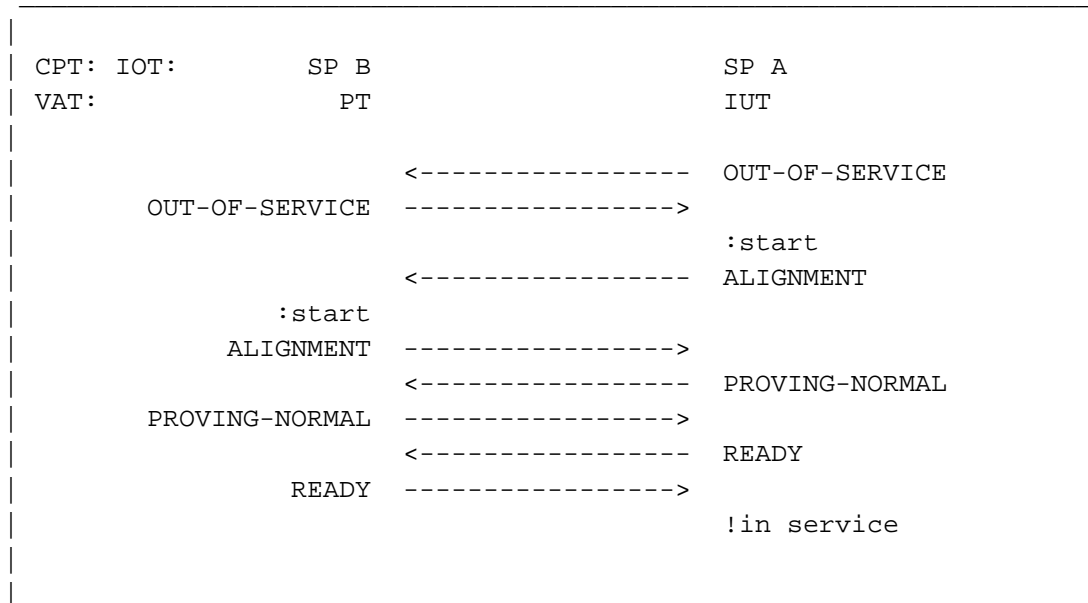 CPT: IOT: SP B SP A
VAT: PT IUT
<----------------- OUT-OF-SERVICE
OUT-OF-SERVICE ----------------->
:start
<----------------- ALIGNMENT
:start
ALIGNMENT ----------------->
<----------------- PROVING-NORMAL
PROVING-NORMAL ----------------->
<----------------- READY
READY ----------------->
!in service